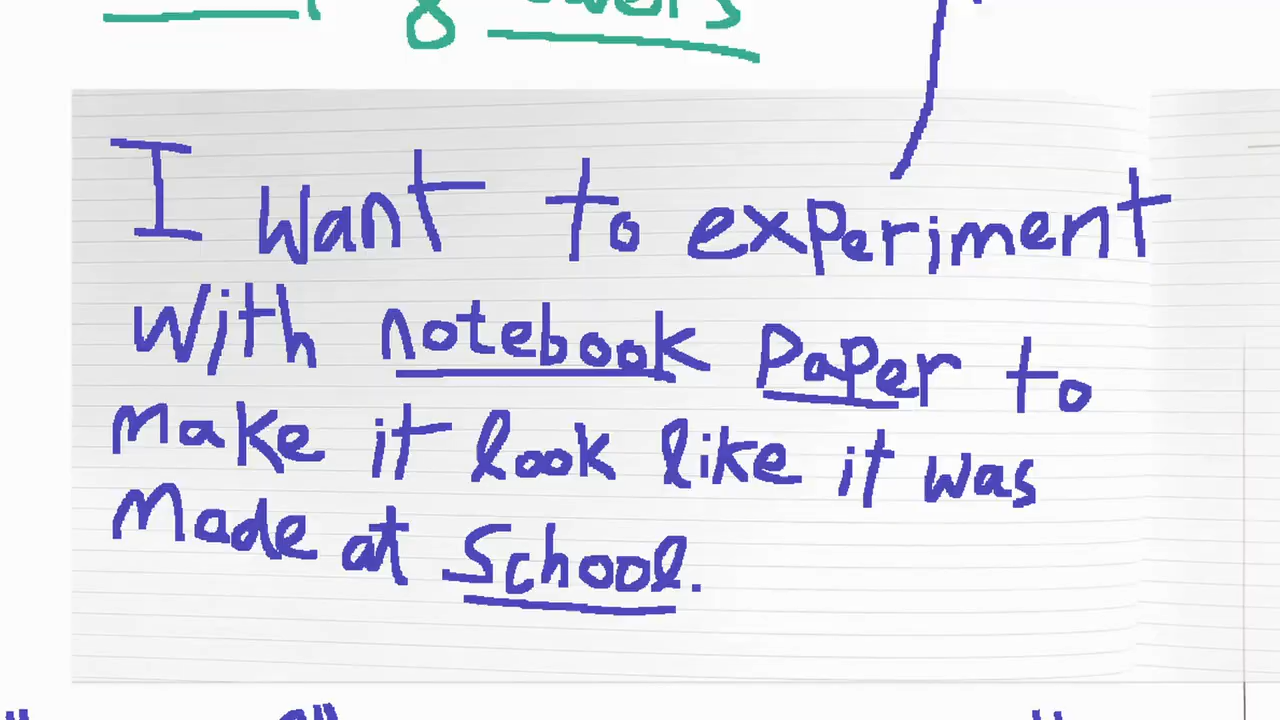 I want to experiment
with notebook paper to
make it look like it was
made at School.